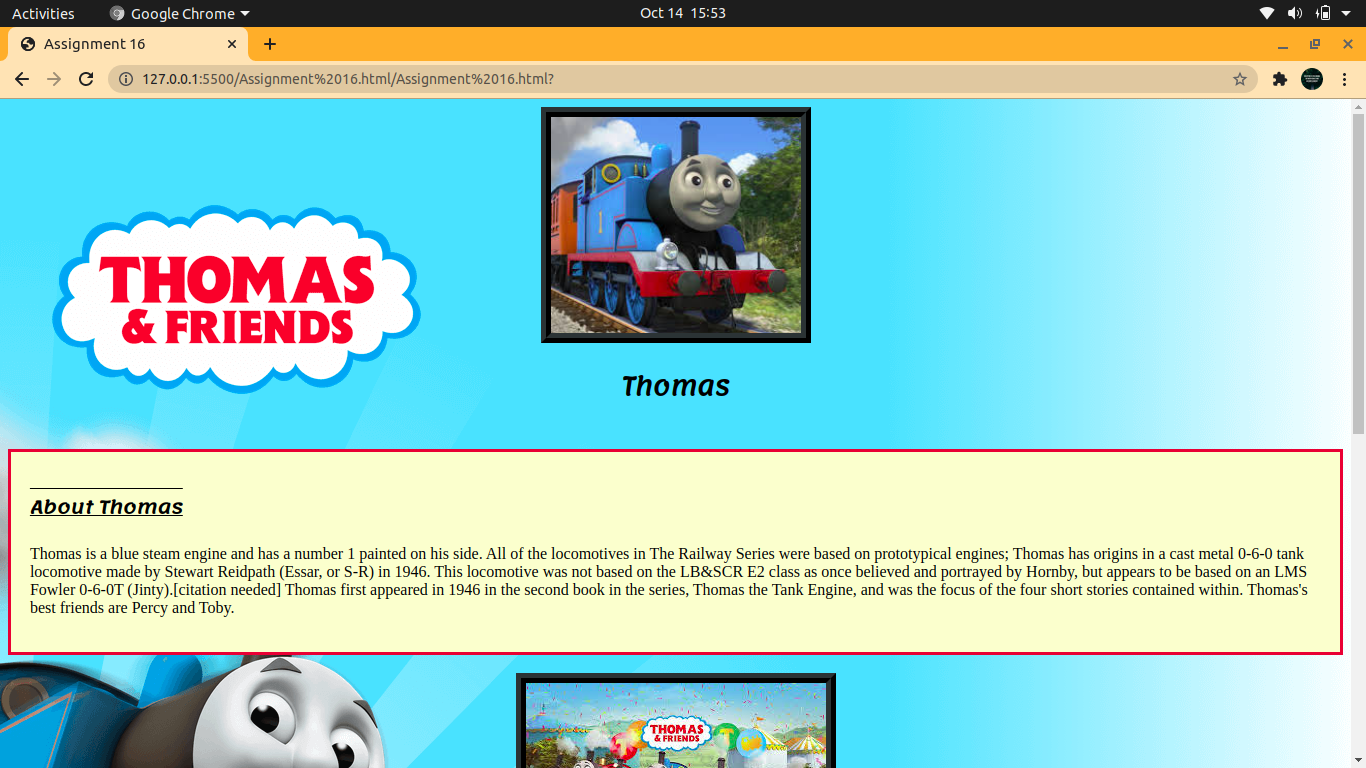 Activities
Google Chrome
Oct 14 15:53
Assignment 16
127.0.0.1:5500/Assignment%2016.html/Assignment%2016.html?
1
THOMAS
& FRIENDS
Thomas
About Thomas
Thomas is a blue steam engine and has a number 1 painted on his side. All of the locomotives in The Railway Series were based on prototypical engines; Thomas has origins in a cast metal 0-6-0 tank
locomotive made by Stewart Reidpath (Essar, or S-R) in 1946. This locomotive was not based on the LB&SCR E2 class as once believed and portrayed by Hornby, but appears to be based on an LMS
Fowler 0-6-0T (Jinty).[citation needed] Thomas first appeared in 1946 in the second book in the series, Thomas the Tank Engine, and was the focus of the four short stories contained within. Thomas's
best friends are Percy and Toby.
THOMAS
& FRIENDS